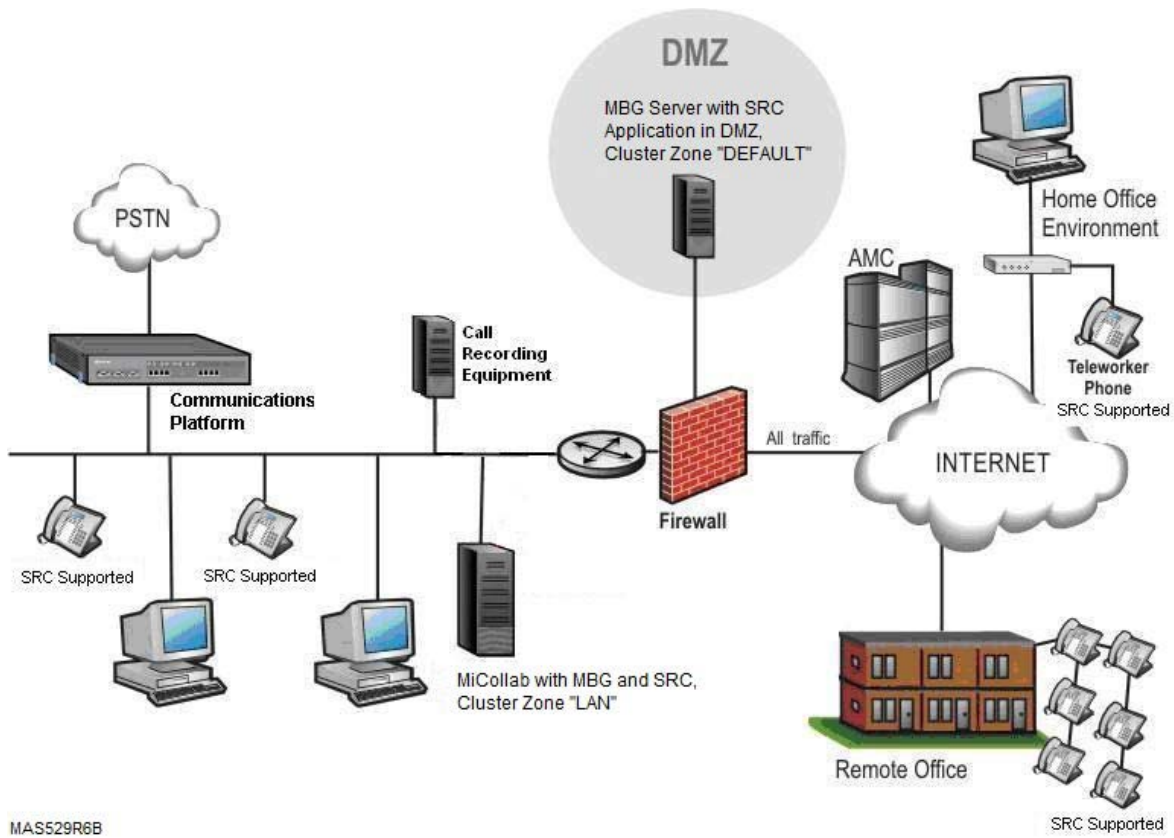 DMZ
MBG Server with SRC
Application in DMZ,
Cluster Zone "DEFAULT"
PSTN
Home Office
Environment
AMC
Call
Recording
Equipment
Teleworker
Phone
SRC Supported
Communications
Platform
All traffic
INTERNET
Firewall
SRC Supported
SRC Supported
MiCollab with MBG and SRC,
Cluster Zone "LAN"
Remote Office
SRC Supported
MAS529R6B